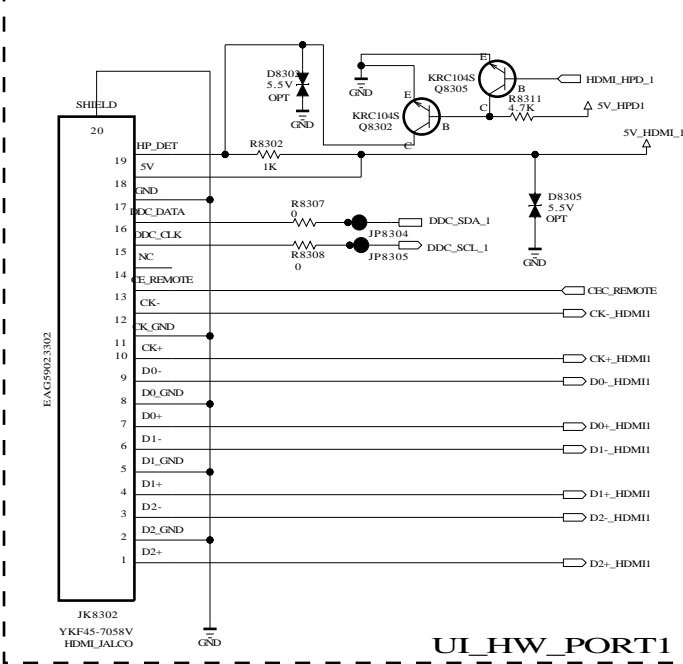 E
D8302
5.5V
OPT
GND
GND
KRC104S
Q8305
B
C
HDMI_HPD_1
R8311
4.7K
5V_HPD1
E
KRC104S
Q8302
B
C
5V_HDMI_1
SHIELD
20
19
HP_DET
R8302
1K
18
5V
17
GND
D8305
5.5V
OPT
GND
16
DDC_DATA
R8307
0
JP8304
DDC_SDA_1
15
DDC_CLK
R8308
0
JP8305
DDC_SCL_1
14
NC
13
CE_REMOTE
CEC_REMOTE
12
CK-
CK-_HDMI1
11
CK_GND
10
CK+
CK+_HDMI1
9
D0-
D0-_HDMI1
8
D0_GND
7
D0+
D0+_HDMI1
6
D1-
D1-_HDMI1
5
D1_GND
4
D1+
D1+_HDMI1
3
D2-
D2-_HDMI1
2
D2_GND
1
D2+
D2+_HDMI1
EAG59023302
JK8302
YKF45-7058V
HDMI_JALCO
GND
UI_HW_PORT1